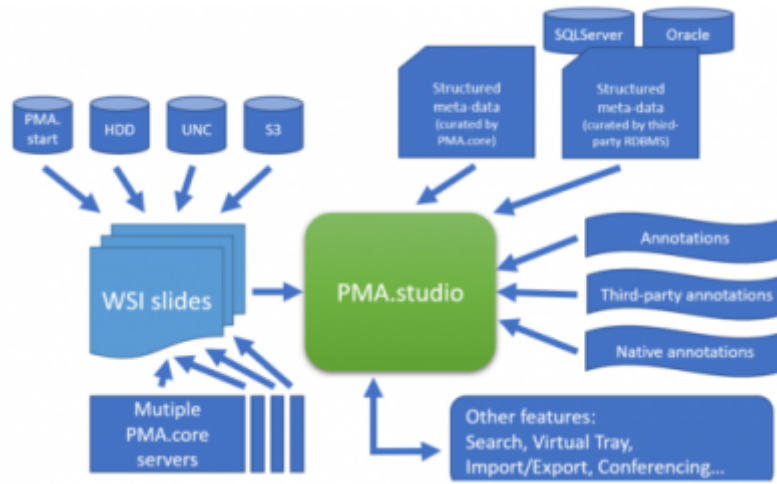 SQLServer
Oracle
Structured
meta-data
(curated by
PMA.core)
Structured
meta-data
(curated by third-
party RDBMS)
PMA.
start
HDD
UNC
S3
WSI slides
PMA.studio
Annotations
Third-party annotations
Native annotations
Mutiple
PMA.core
servers
Other features:
Search, Virtual Tray,
Import/Export, Conferencing...